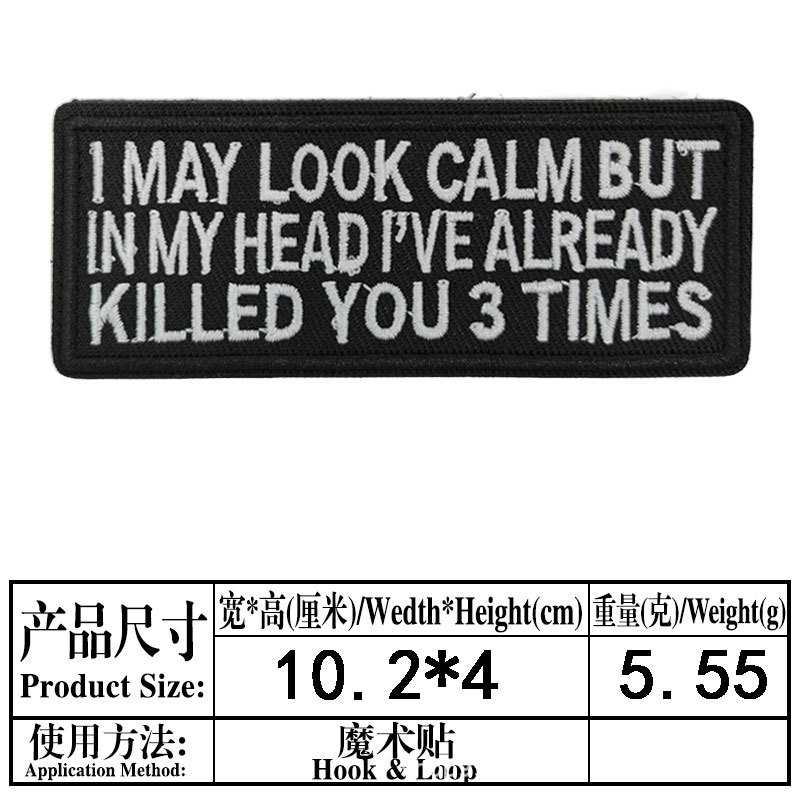 I MAY LOOK CALM BUT
IN MY HEAD I'VE ALREADY
KILLED YOU 3 TIMES
产品尺寸
Product Size:
宽*高(厘米)/Wedth*Height(cm)
重量(克)/Weight(g)
10.2*4
5.55
使用方法:
Application Method:
魔术贴
Hook & Loop